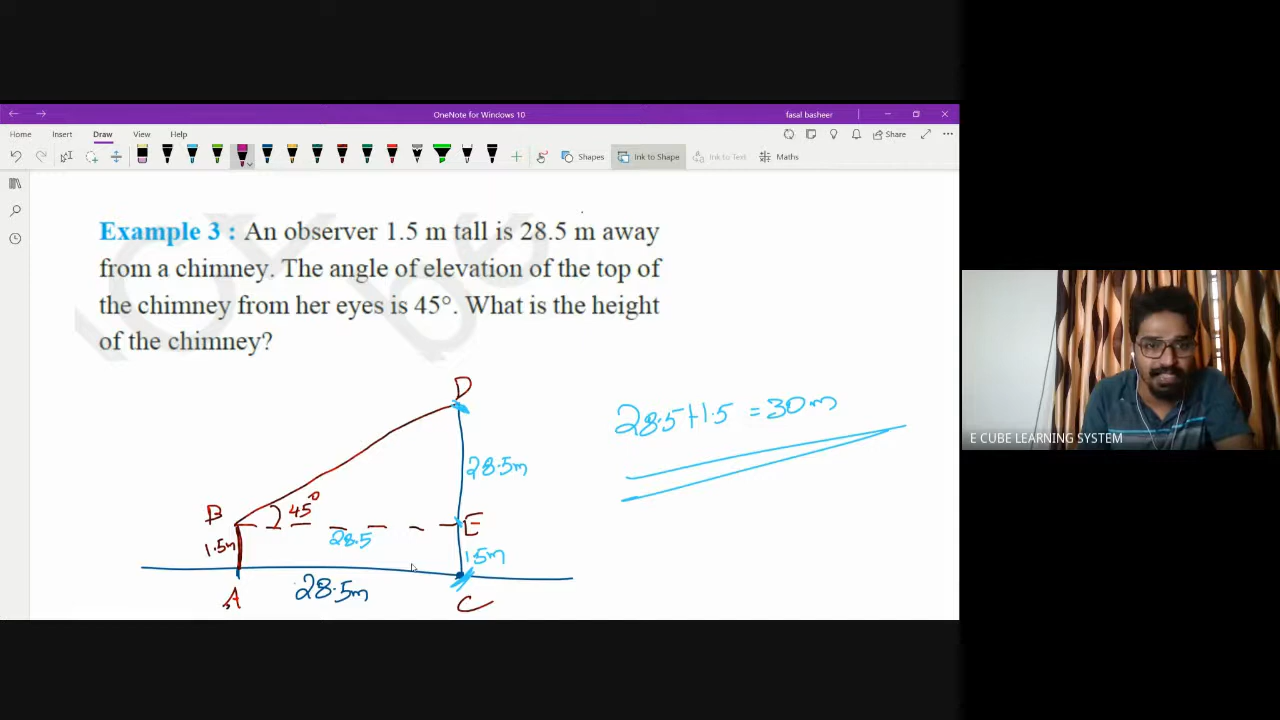 OneNote for Windows 10
fasal basheer
Home Insert Draw View Help
Share
Shapes Ink to Shape Ink to Text Maths
Example 3 : An observer 1.5 m tall is 28.5 m away
from a chimney. The angle of elevation of the top of
the chimney from her eyes is 45°. What is the height
of the chimney?
D
28.5+1.5 = 30m
28.5m
B 45° E
1.5m 28.5 1.5m
28.5m
A C
E CUBE LEARNING SYSTEM